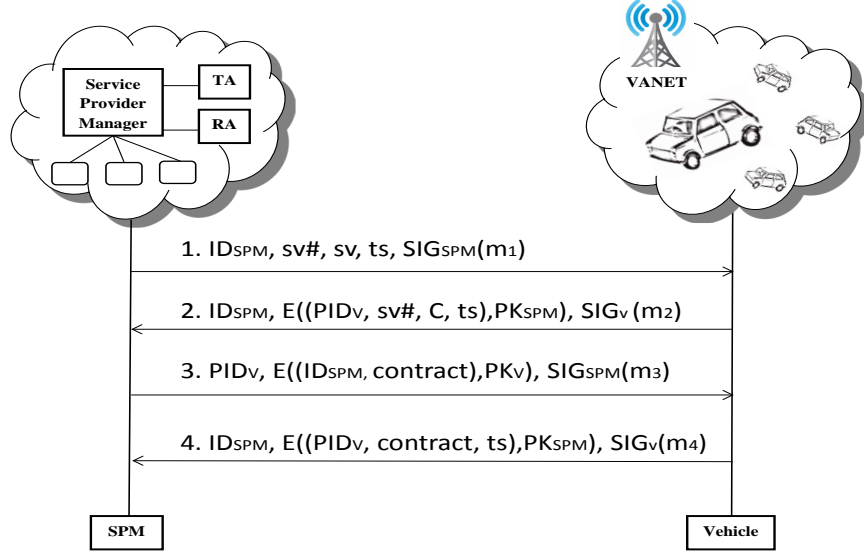 Service
Provider
Manager
TA
RA
VANET
1. IDSPM, sv#, sv, ts, SIGSPM(m1)
2. IDSPM, E((PIDV, sv#, C, ts),PKSPM), SIGv (m2)
3. PIDV, E((IDSPM, contract),PKV), SIGSPM(m3)
4. IDSPM, E((PIDV, contract, ts),PKSPM), SIGv(m4)
SPM
Vehicle